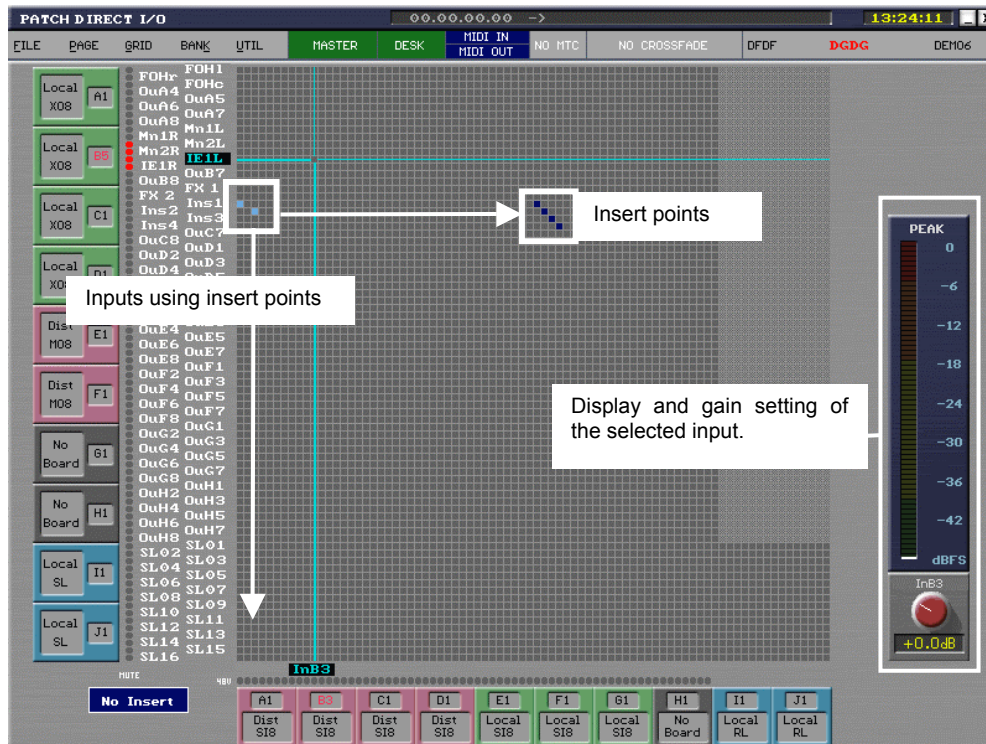 PATCH DIRECT I/O 00.00.00.00 -> 13:24:11
FILE PAGE GRID BANK UTIL MASTER DESK MIDI IN NO MTC NO CROSSFADE DFDF DGDG DEMO6
MIDI OUT
Local X08 A1
Local X08 B5
Local X08 C1
Local
Dist M08 E1
Dist M08 F1
No Board G1
No Board H1
Local SL I1
Local SL J1
FOH1
FOHr FOHc
OuA4 OuA5
OuA6 OuA7
OuA8 Mn1L
Mn1R Mn2L
Mn2R IE1L
IE1R OuB7
OuB8 FX 1
FX 2 Ins1
Ins2 Ins3
Ins4 OuC7
OuC8 OuD1
OuD2 OuD3
OuD4
OuE4 OuE5
OuE6 OuE7
OuE8 OuF1
OuF2 OuF3
OuF4 OuF5
OuF6 OuF7
OuF8 OuG1
OuG2 OuG3
OuG4 OuG5
OuG6 OuG7
OuG8 OuH1
OuH2 OuH3
OuH4 OuH5
OuH6 OuH7
OuH8 SL01
SL02 SL03
SL04 SL05
SL06 SL07
SL08 SL09
SL10 SL11
SL12 SL13
SL14 SL15
SL16
Insert points
Inputs using insert points
Display and gain setting of
the selected input.
PEAK
0
-6
-12
-18
-24
-30
-36
-42
dBFS
InB3
+0.0dB
InB3
MUTE
48V
No Insert
A1 B3 C1 D1 E1 F1 G1 H1 I1 J1
Dist Dist Dist Dist Local Local Local No Local Local
SI8 SI8 SI8 SI8 SI8 SI8 SI8 Board RL RL